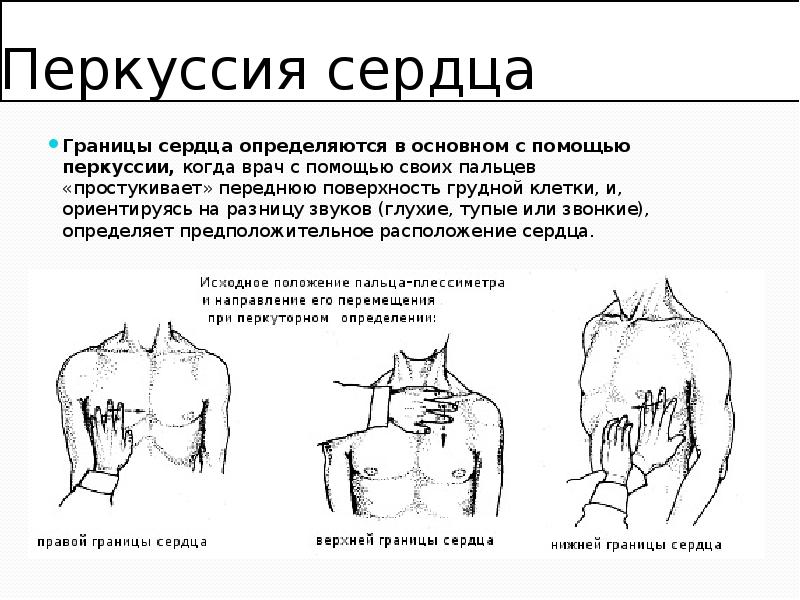 Перкуссия сердца
Границы сердца определяются в основном с помощью
перкуссии, когда врач с помощью своих пальцев
«простукивает» переднюю поверхность грудной клетки, и,
ориентируясь на разницу звуков (глухие, тупые или звонкие),
определяет предположительное расположение сердца.
Исходное положение пальца-плессиметра
и направление его перемещения
при перкуторном определении:
правой границы сердца
верхней границы сердца
нижней границы сердца